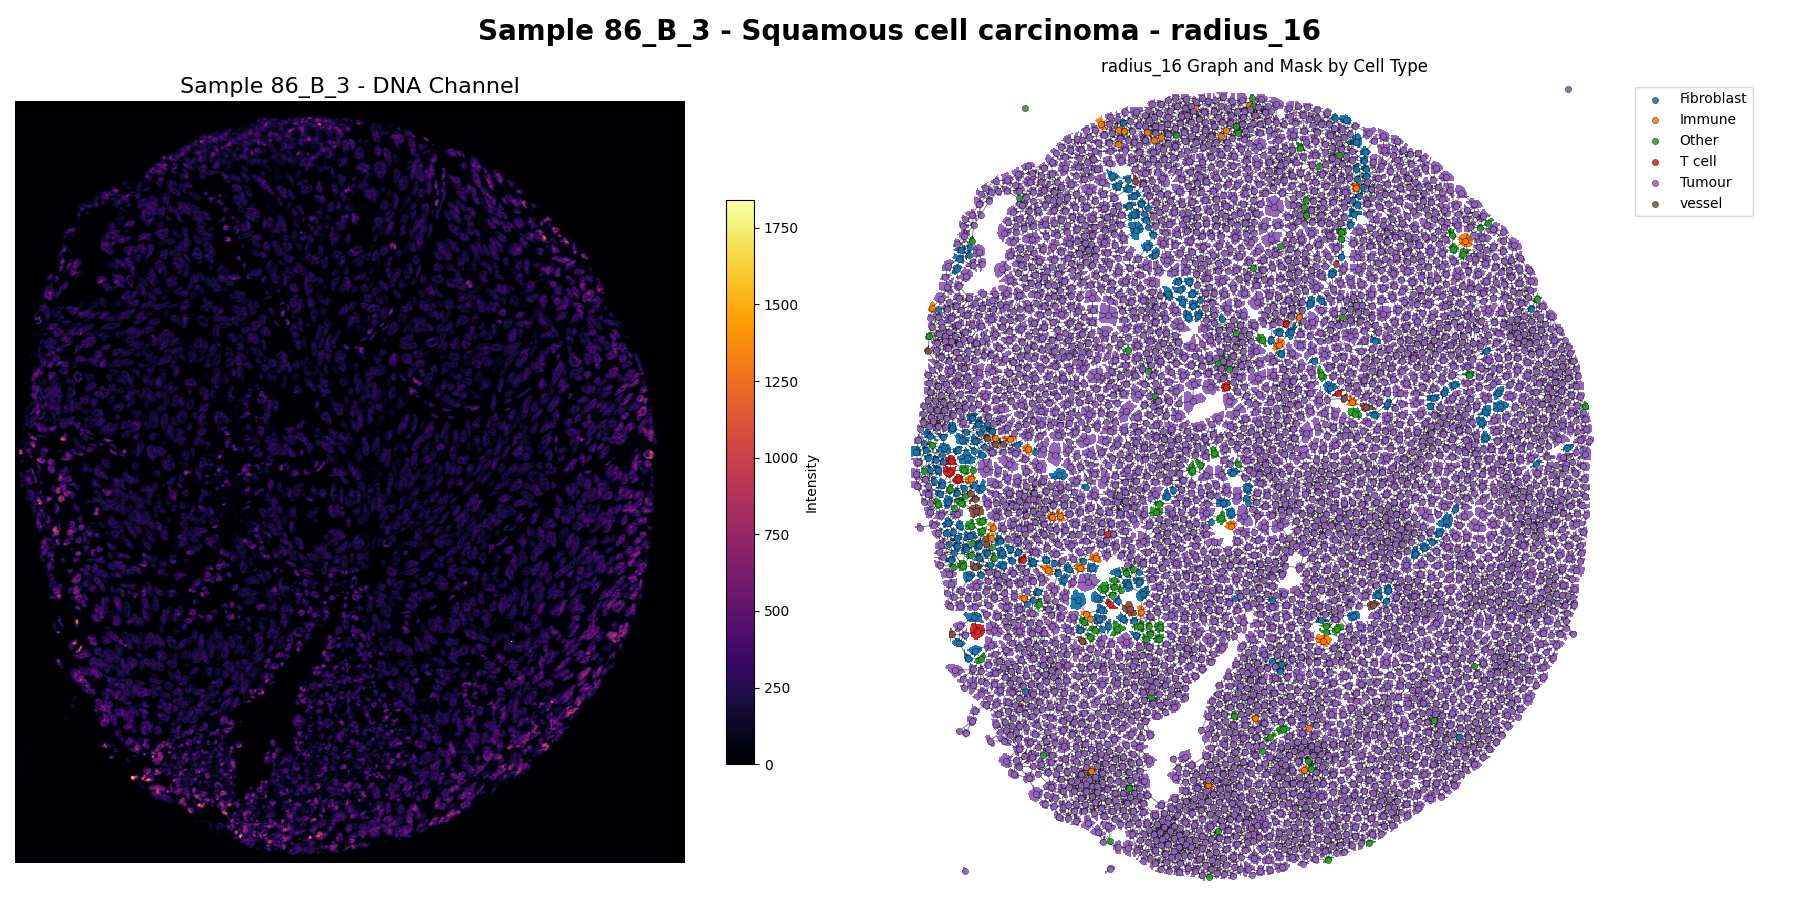 Sample 86_B_3 - Squamous cell carcinoma - radius_16
Sample 86_B_3 - DNA Channel
1750
1500
1250
1000
750
500
250
0
Intensity
radius_16 Graph and Mask by Cell Type
Fibroblast
Immune
Other
T cell
Tumour
vessel